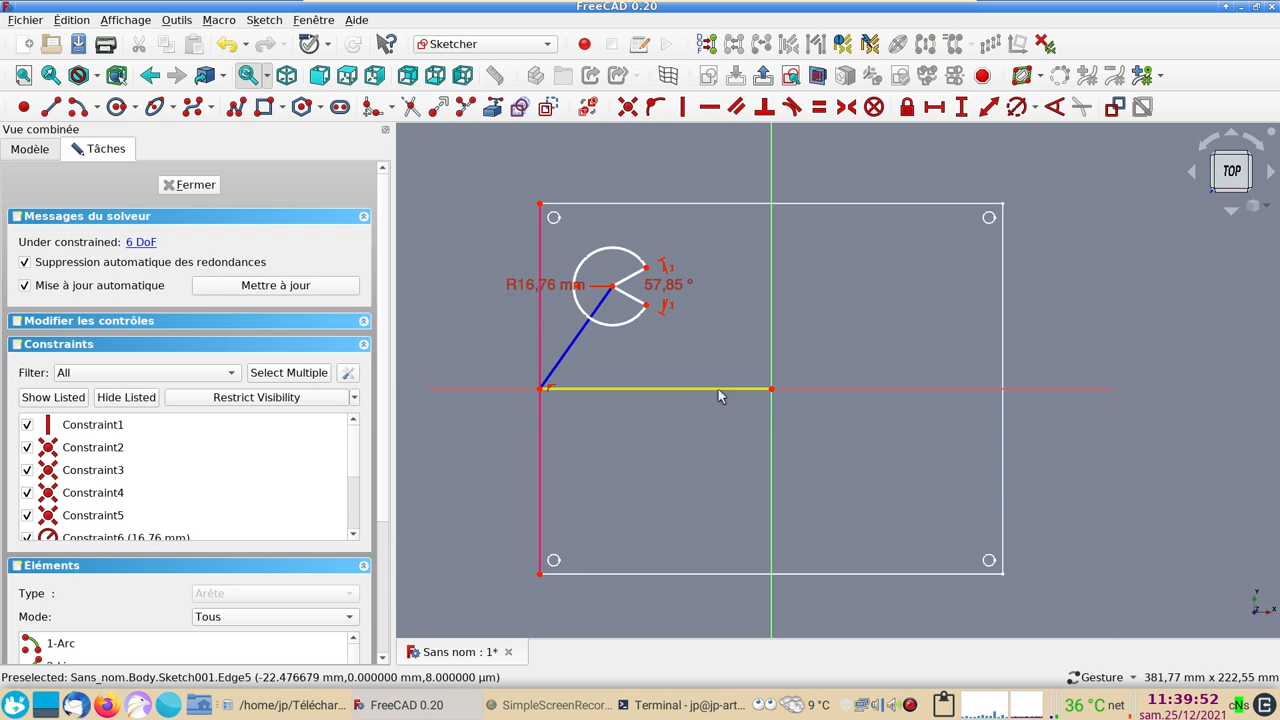 FreeCAD 0.20
Fichier Édition Affichage Outils Macro Sketch Fenêtre Aide
Sketcher
Vue combinée
Modèle Tâches
TOP
Fermer
Messages du solveur
Under constrained: 6 DoF
Suppression automatique des redondances
Mise à jour automatique Mettre à jour
R16,76 mm 57,85 °
Modifier les contrôles
Constraints
Filter: All Select Multiple
Show Listed Hide Listed Restrict Visibility
Constraint1
Constraint2
Constraint3
Constraint4
Constraint5
Constraint6 (16,76 mm)
Eléments
Type : Arête
Mode: Tous
1-Arc
Sans nom : 1*
Preselected: Sans_nom.Body.Sketch001.Edge5 (-22.476679 mm,0.000000 mm,8.000000 µm) Gesture 381,77 mm x 222,55 mm
/home/jp/Téléchar... FreeCAD 0.20 SimpleScreenRecor... Terminal - jp@jp-art... 9 °C 36 °C net 11:39:52
sam.25/12/2021